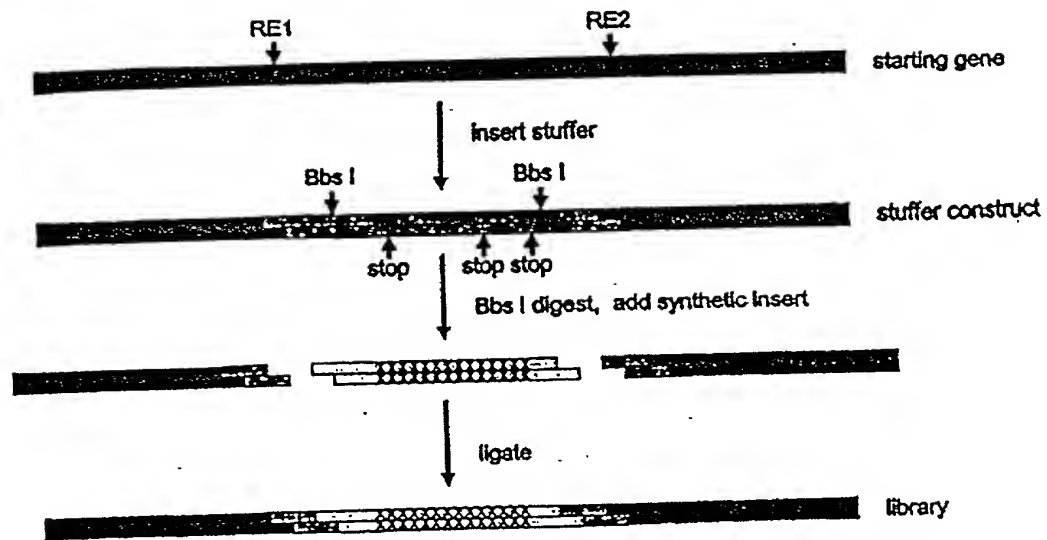 RE1
RE2
starting gene
insert stuffer
Bbs I
Bbs I
stuffer construct
stop
stop stop
Bbs I digest, add synthetic insert
ligate
library